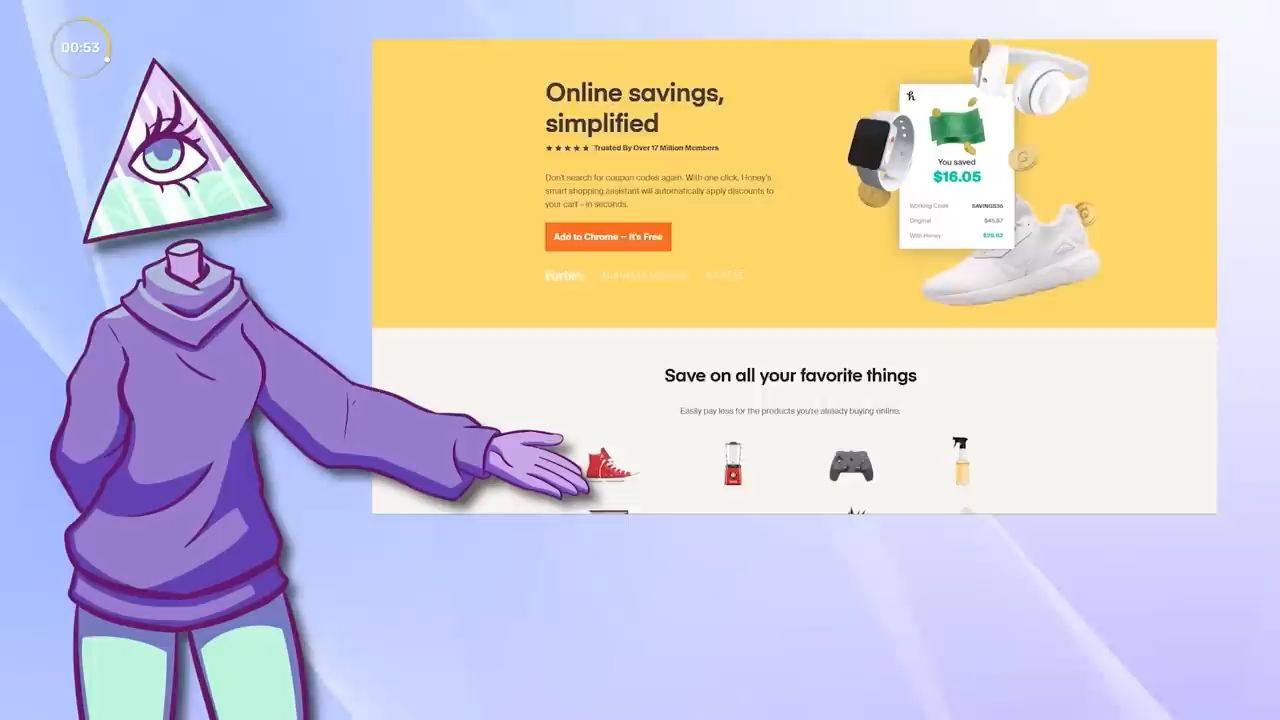 00:53
Online savings,
simplified
★★★★★ Trusted By Over 17 Million Members
Don't search for coupon codes again. With one click, Honey's
smart shopping assistant will automatically apply discounts to
your cart – in seconds.
Add to Chrome – It's Free
Forbes BUSINESS
h
You saved
$16.05
Working Code
Original $45.87
With Honey
Save on all your favorite things
Easily pay less for the products you're already buying online.